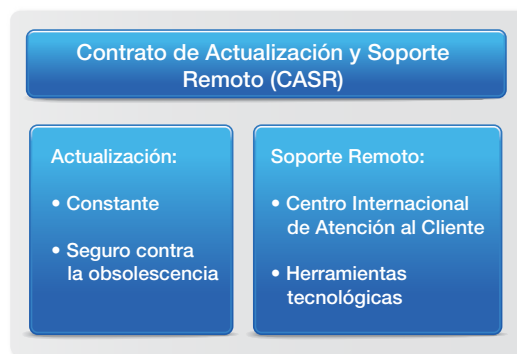 Contrato de Actualización y Soporte
Remoto (CASR)
Actualización:
• Constante
• Seguro contra
la obsolescencia
Soporte Remoto:
• Centro Internacional
de Atención al Cliente
• Herramientas
tecnológicas